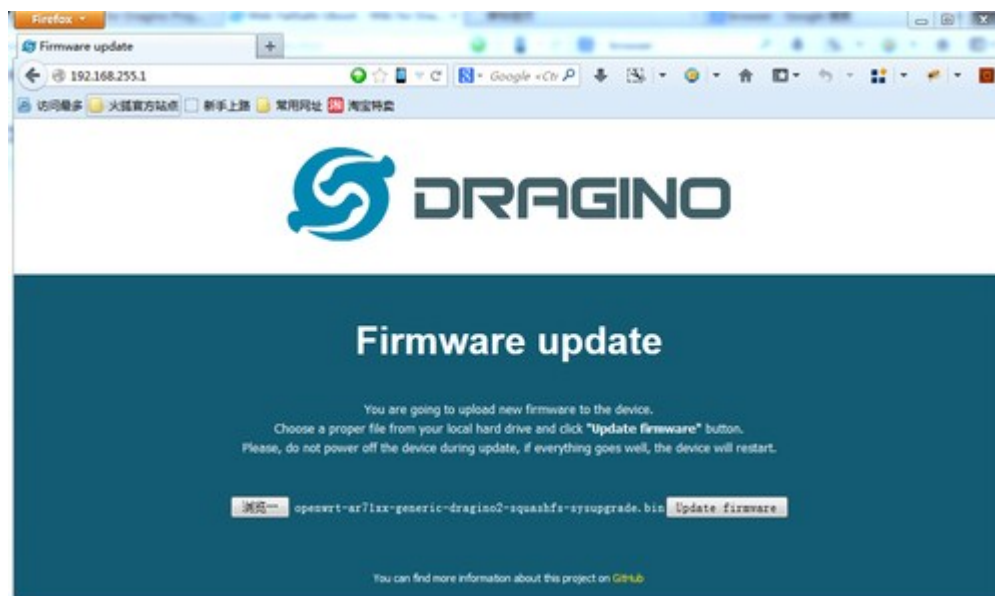 Firefox
Firmware update
192.168.255.1
Google <Ctr
访问最多 火狐官方站点 新手上路 常用网址 淘宝特卖
DRAGINO
Firmware update
You are going to upload new firmware to the device.
Choose a proper file from your local hard drive and click "Update firmware" button.
Please, do not power off the device during update, if everything goes well, the device will restart.
openwrt-ar71xx-generic-dragino2-squashfs-sysupgrade.bin Update firmware
You can find more information about this project on GitHub